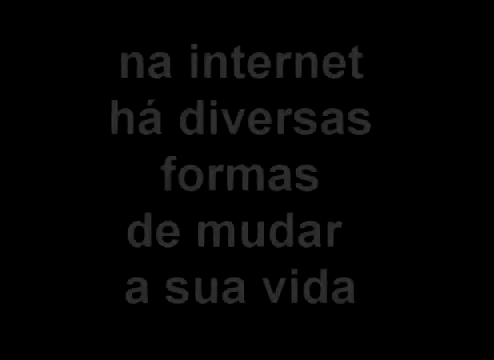 na internet
há diversas
formas
de mudar
a sua vida